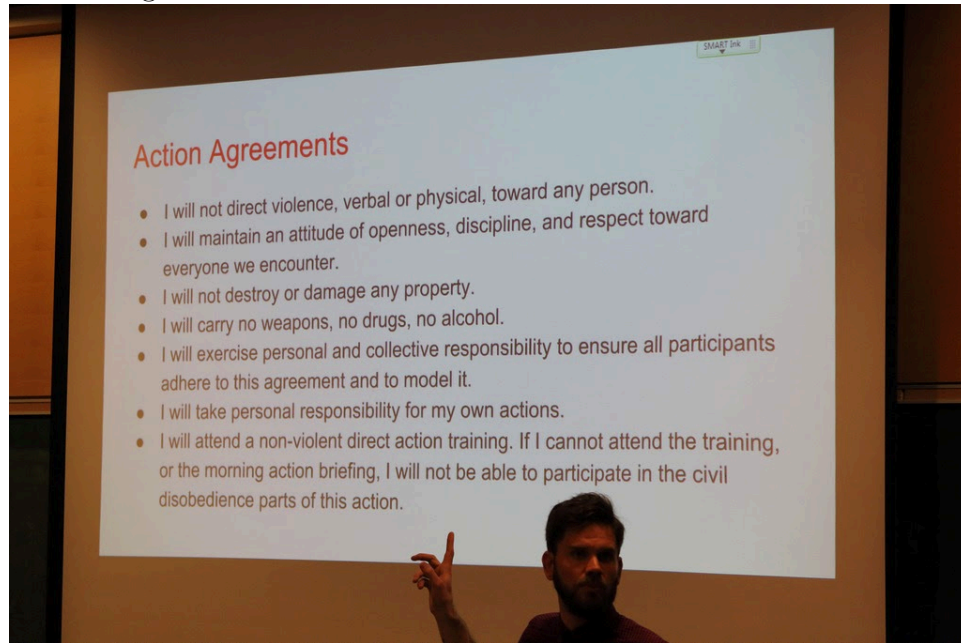 SMART Ink
Action Agreements
● I will not direct violence, verbal or physical, toward any person.
● I will maintain an attitude of openness, discipline, and respect toward
everyone we encounter.
● I will not destroy or damage any property.
● I will carry no weapons, no drugs, no alcohol.
● I will exercise personal and collective responsibility to ensure all participants
adhere to this agreement and to model it.
● I will take personal responsibility for my own actions.
● I will attend a non-violent direct action training. If I cannot attend the training,
or the morning action briefing, I will not be able to participate in the civil
disobedience parts of this action.